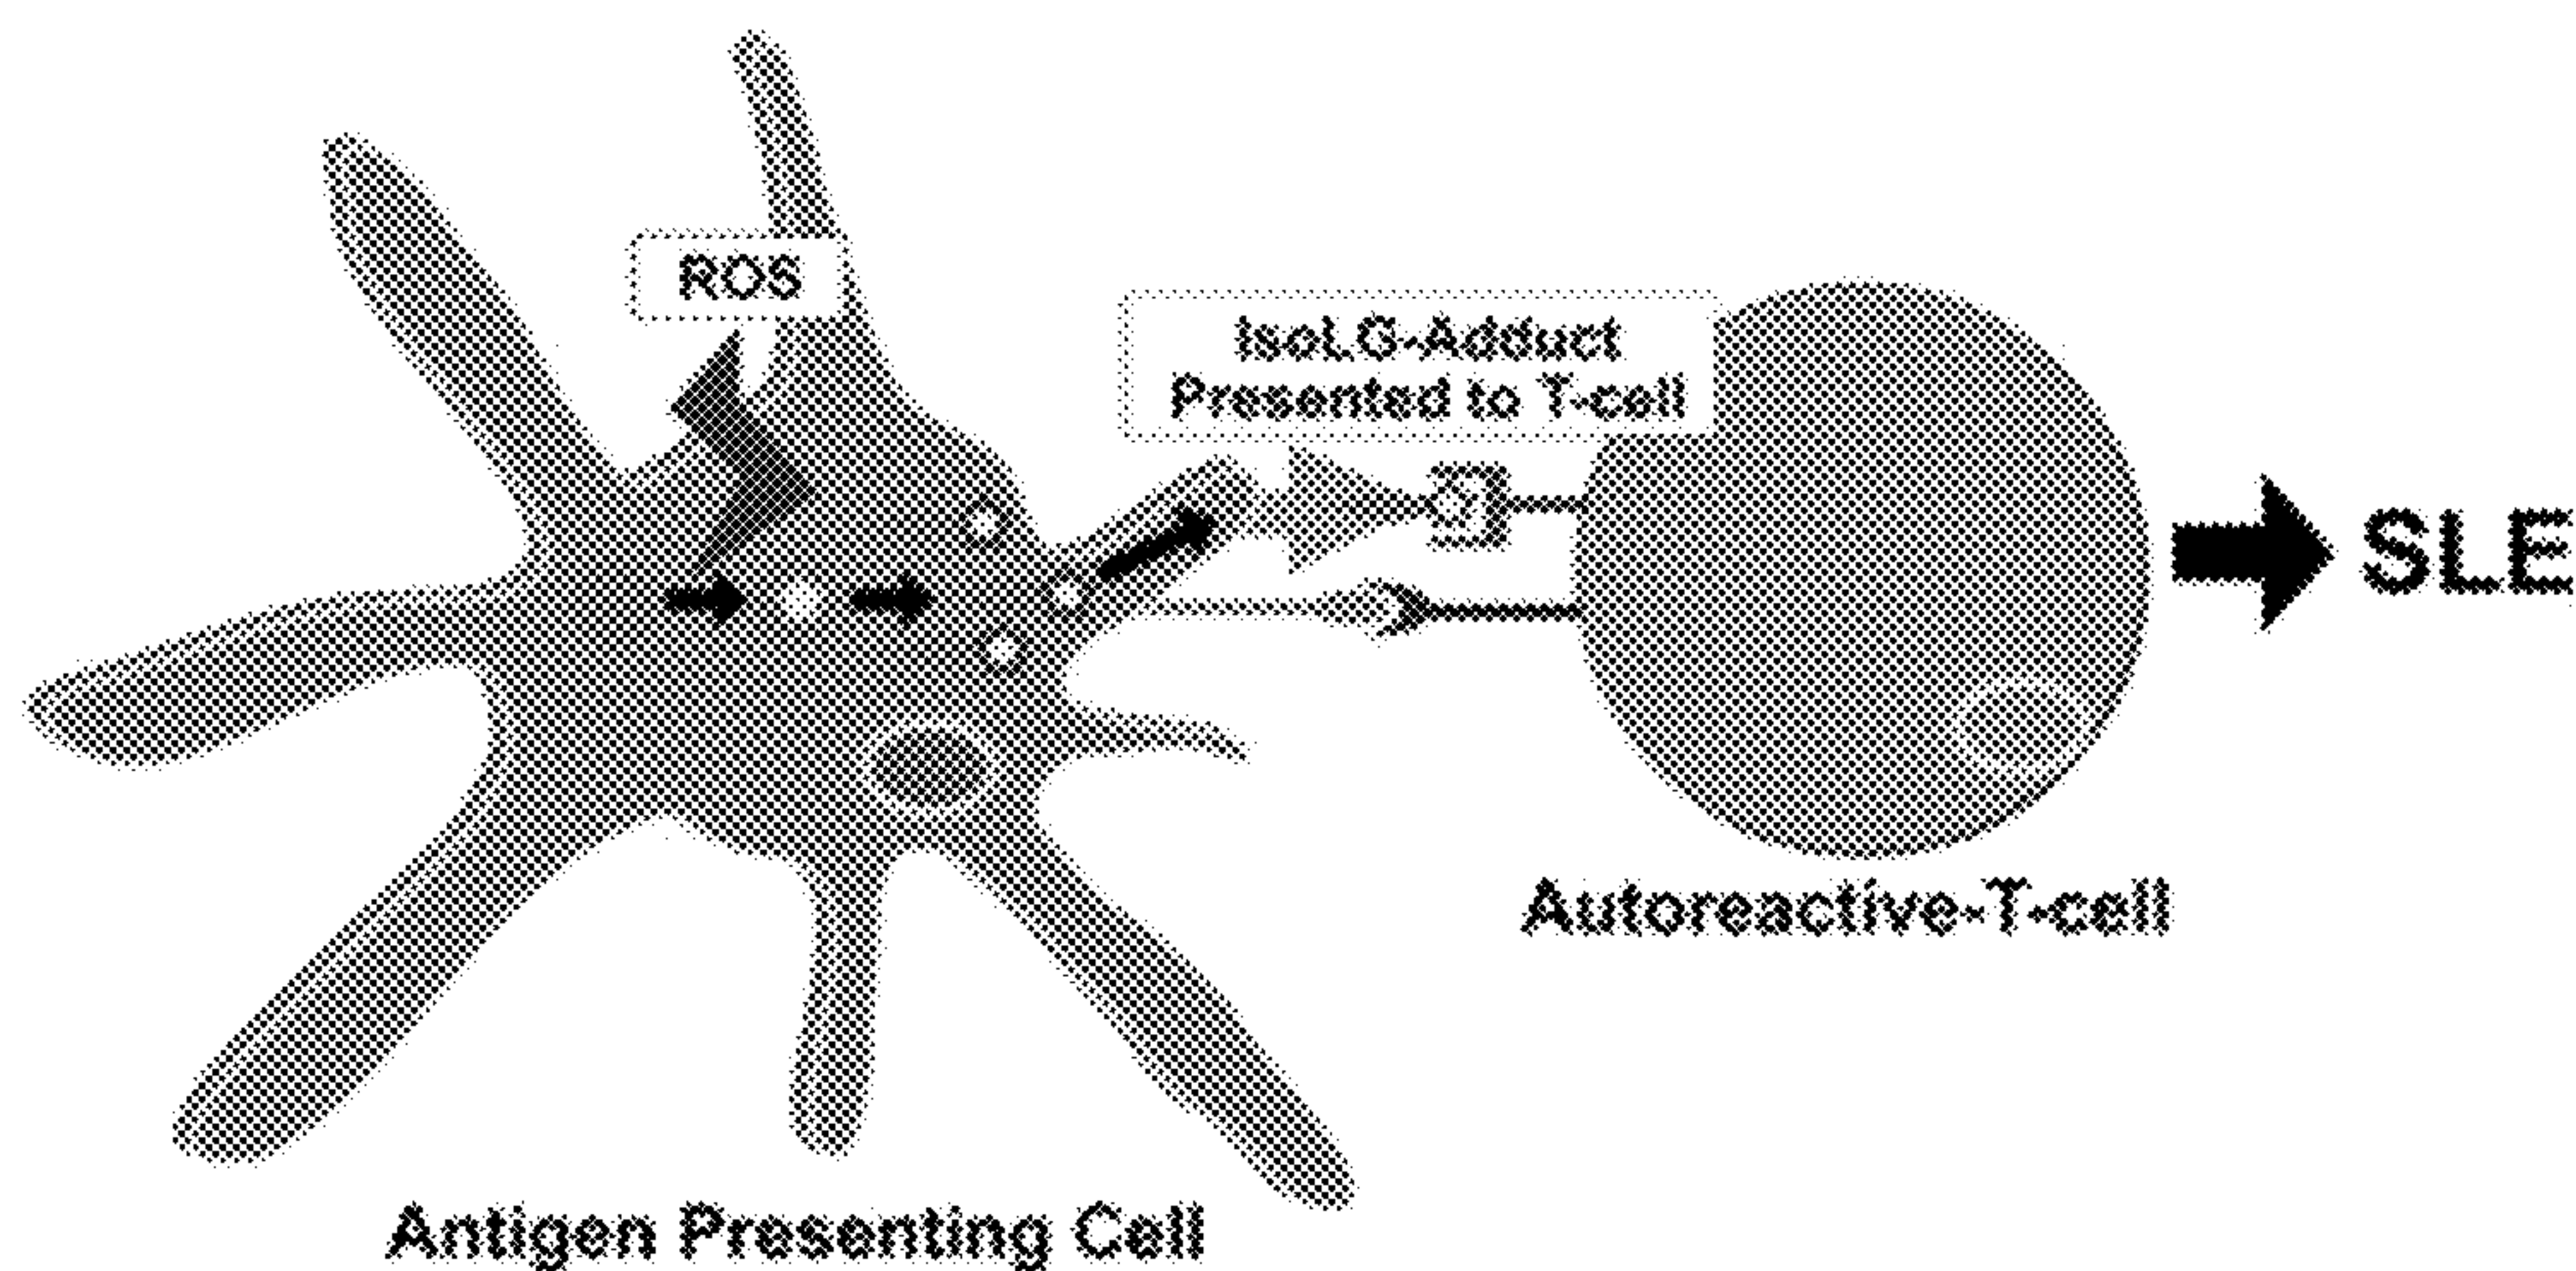 ROS
IsoLG-Adduct
Presented to T-cell
SLE
Autoreactive-T-cell
Antigen Presenting Cell